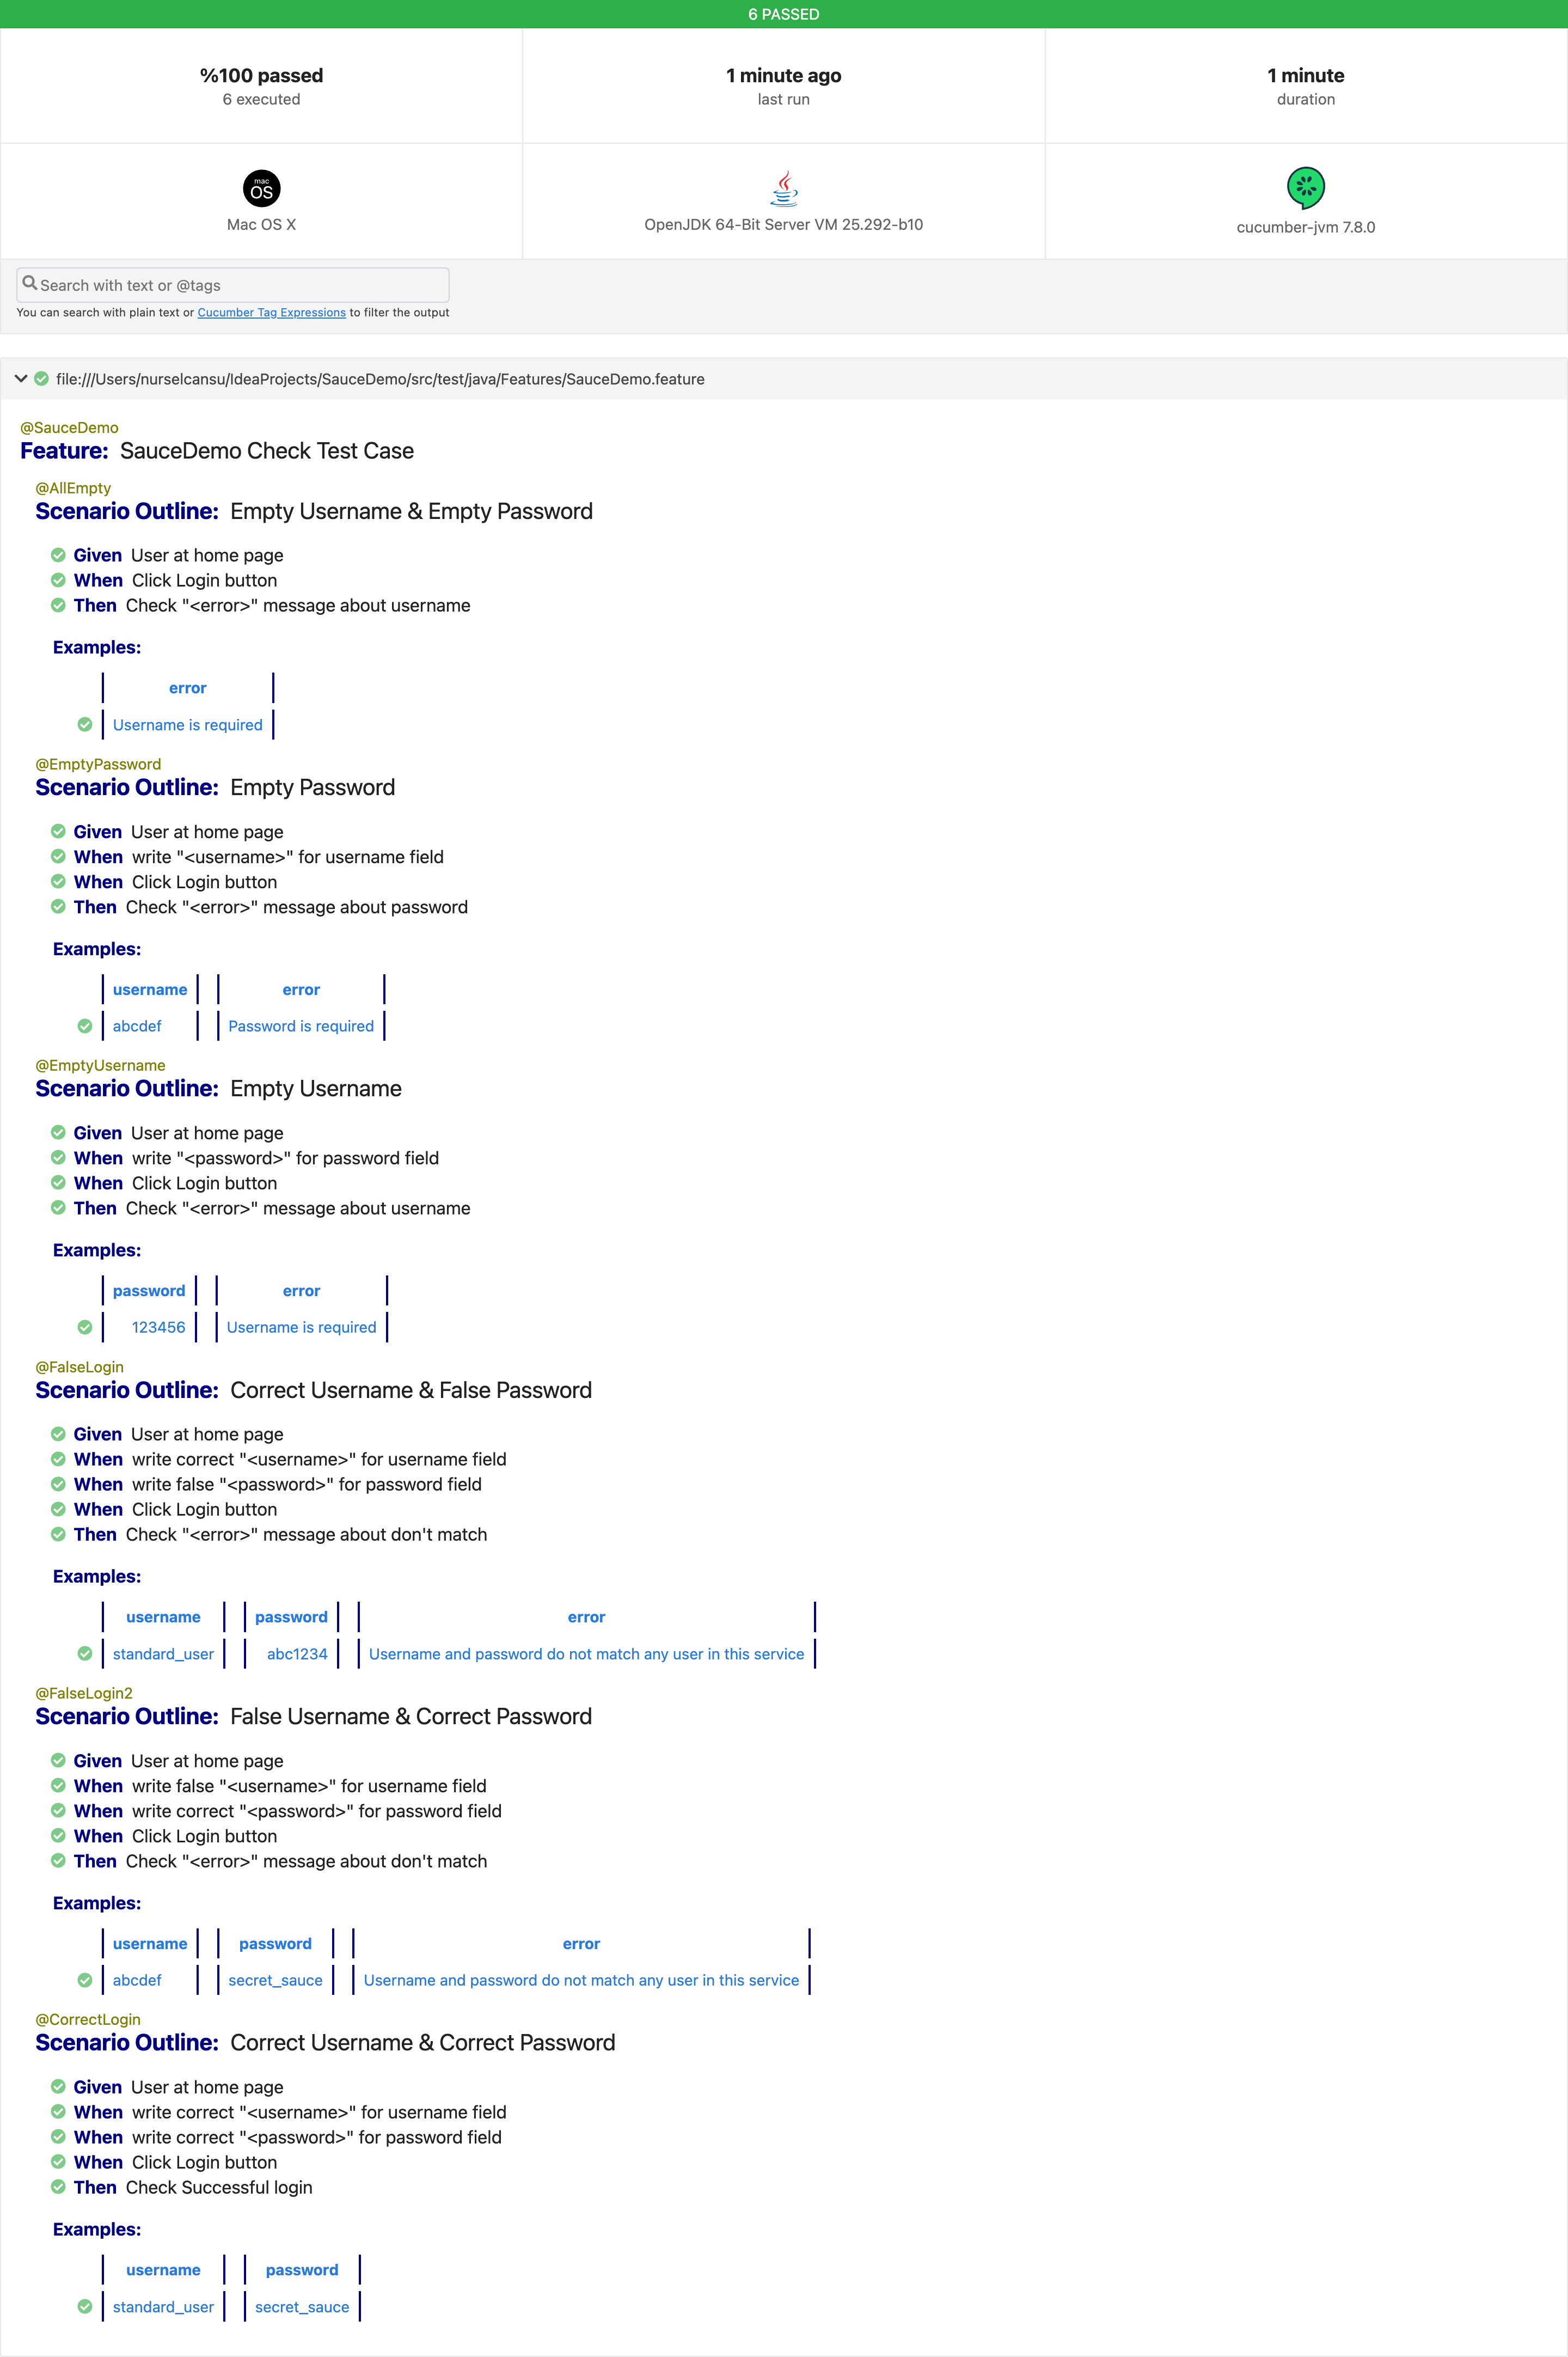 6 PASSED
%100 passed
6 executed
1 minute ago
last run
1 minute
duration
mac
OS
Mac OS X
OpenJDK 64-Bit Server VM 25.292-b10
cucumber-jvm 7.8.0
Search with text or @tags
You can search with plain text or Cucumber Tag Expressions to filter the output
file:///Users/nurselcansu/IdeaProjects/SauceDemo/src/test/java/Features/SauceDemo.feature
@SauceDemo
Feature: SauceDemo Check Test Case
@AllEmpty
Scenario Outline: Empty Username & Empty Password
Given User at home page
When Click Login button
Then Check "<error>" message about username
Examples:
error
Username is required
@EmptyPassword
Scenario Outline: Empty Password
Given User at home page
When write "<username>" for username field
When Click Login button
Then Check "<error>" message about password
Examples:
username error
abcdef Password is required
@EmptyUsername
Scenario Outline: Empty Username
Given User at home page
When write "<password>" for password field
When Click Login button
Then Check "<error>" message about username
Examples:
password error
123456 Username is required
@FalseLogin
Scenario Outline: Correct Username & False Password
Given User at home page
When write correct "<username>" for username field
When write false "<password>" for password field
When Click Login button
Then Check "<error>" message about don't match
Examples:
username password error
standard_user abc1234 Username and password do not match any user in this service
@FalseLogin2
Scenario Outline: False Username & Correct Password
Given User at home page
When write false "<username>" for username field
When write correct "<password>" for password field
When Click Login button
Then Check "<error>" message about don't match
Examples:
username password error
abcdef secret_sauce Username and password do not match any user in this service
@CorrectLogin
Scenario Outline: Correct Username & Correct Password
Given User at home page
When write correct "<username>" for username field
When write correct "<password>" for password field
When Click Login button
Then Check Successful login
Examples:
username password
standard_user secret_sauce